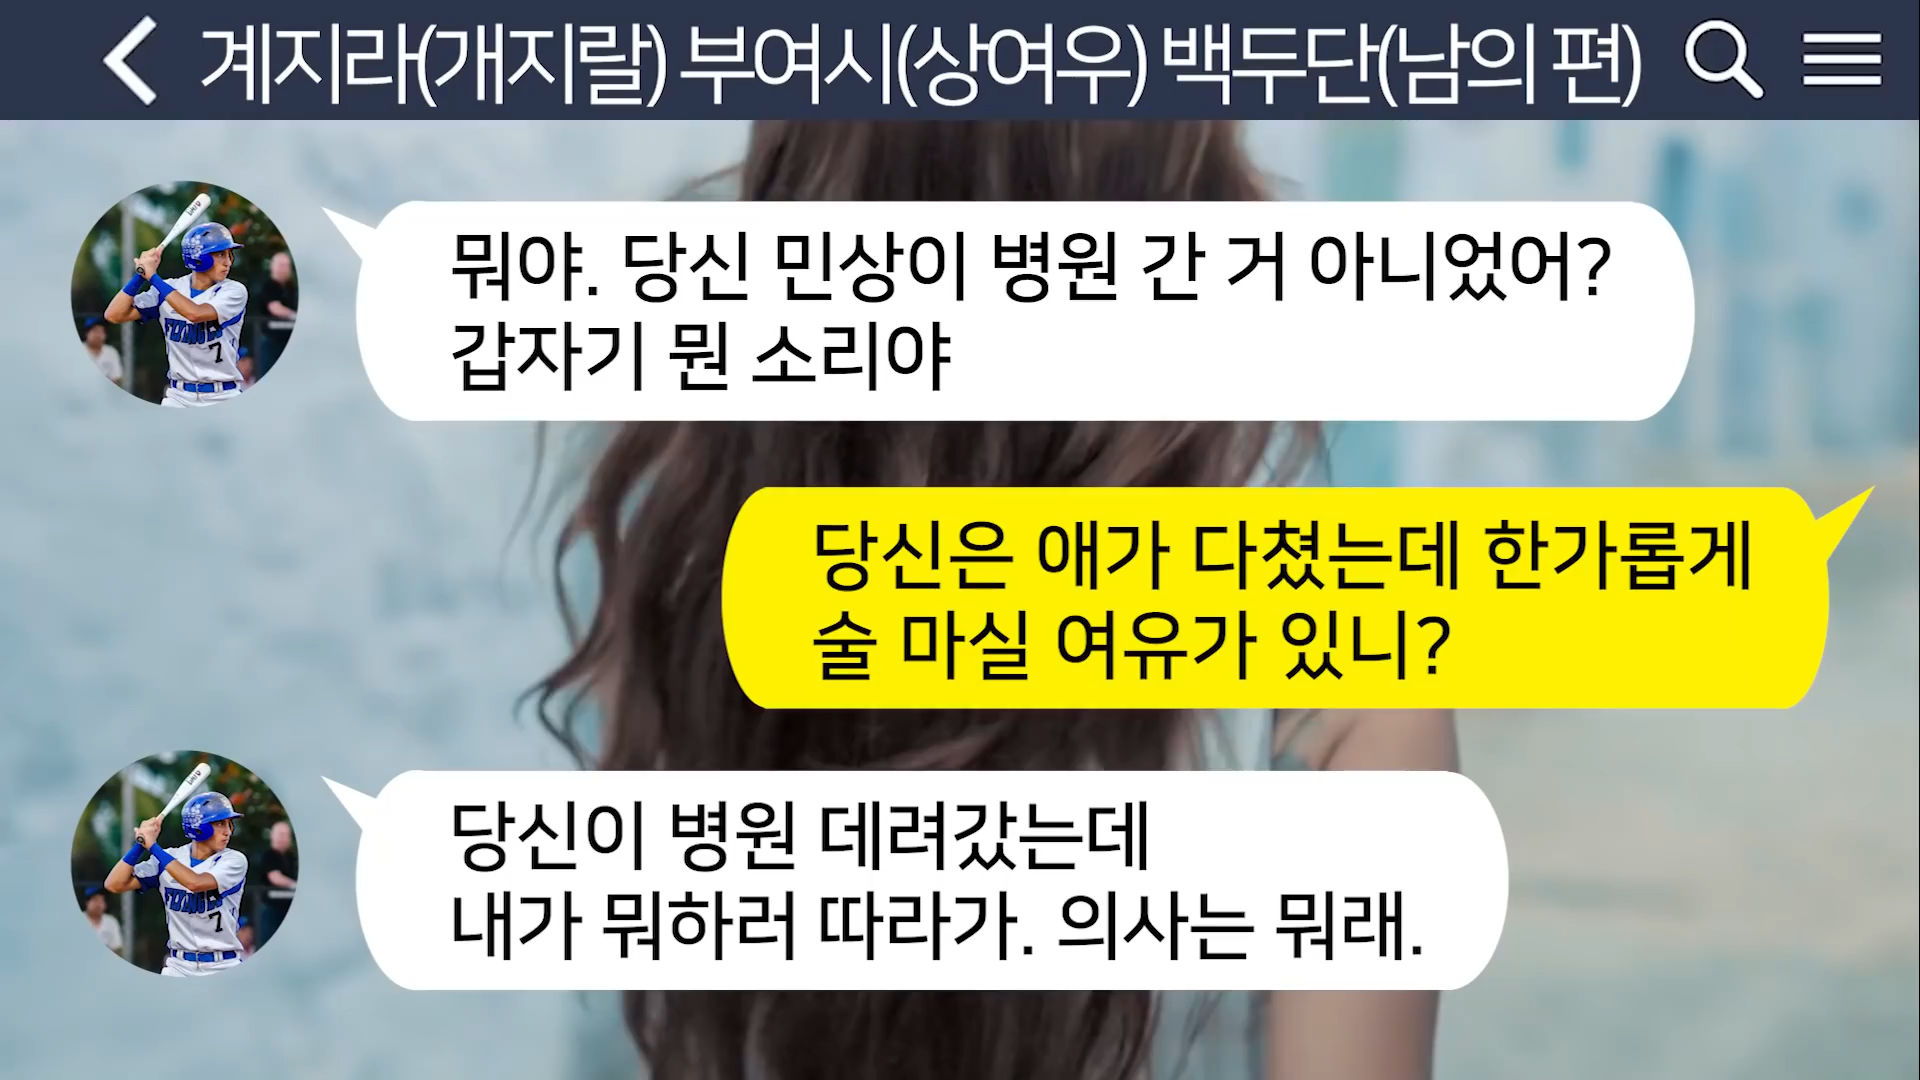 계지라(개지랄) 부여시(상여우) 백두단(남의 편)
뭐야. 당신 민상이 병원 간 거 아니었어?
갑자기 뭔 소리야
당신은 애가 다쳤는데 한가롭게
술 마실 여유가 있니?
당신이 병원 데려갔는데
내가 뭐하러 따라가. 의사는 뭐래.